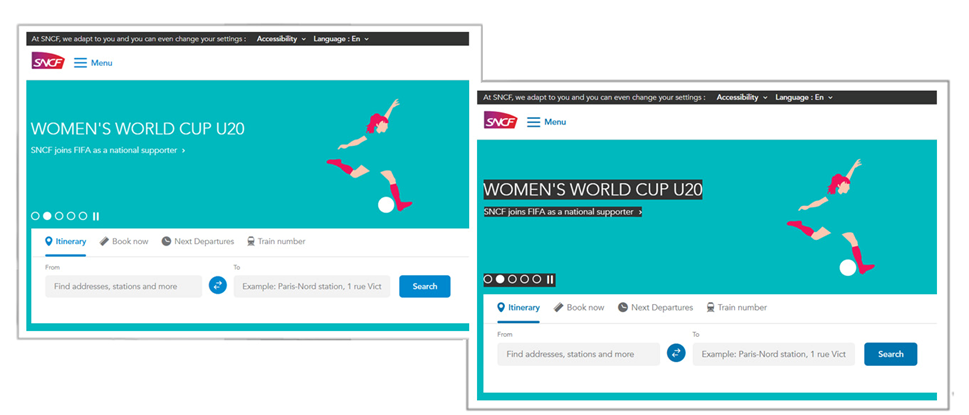 At SNCF, we adapt to you and you can even change your settings : Accessibility Language : En
SNCF Menu
WOMEN'S WORLD CUP U20
SNCF joins FIFA as a national supporter ›
Itinerary Book now Next Departures Train number
From To
Find addresses, stations and more Example: Paris-Nord station, 1 rue Vict Search
At SNCF, we adapt to you and you can even change your settings : Accessibility Language : En
SNCF Menu
WOMEN'S WORLD CUP U20
SNCF joins FIFA as a national supporter ›
Itinerary Book now Next Departures Train number
From To
Find addresses, stations and more Example: Paris-Nord station, 1 rue Vict Search